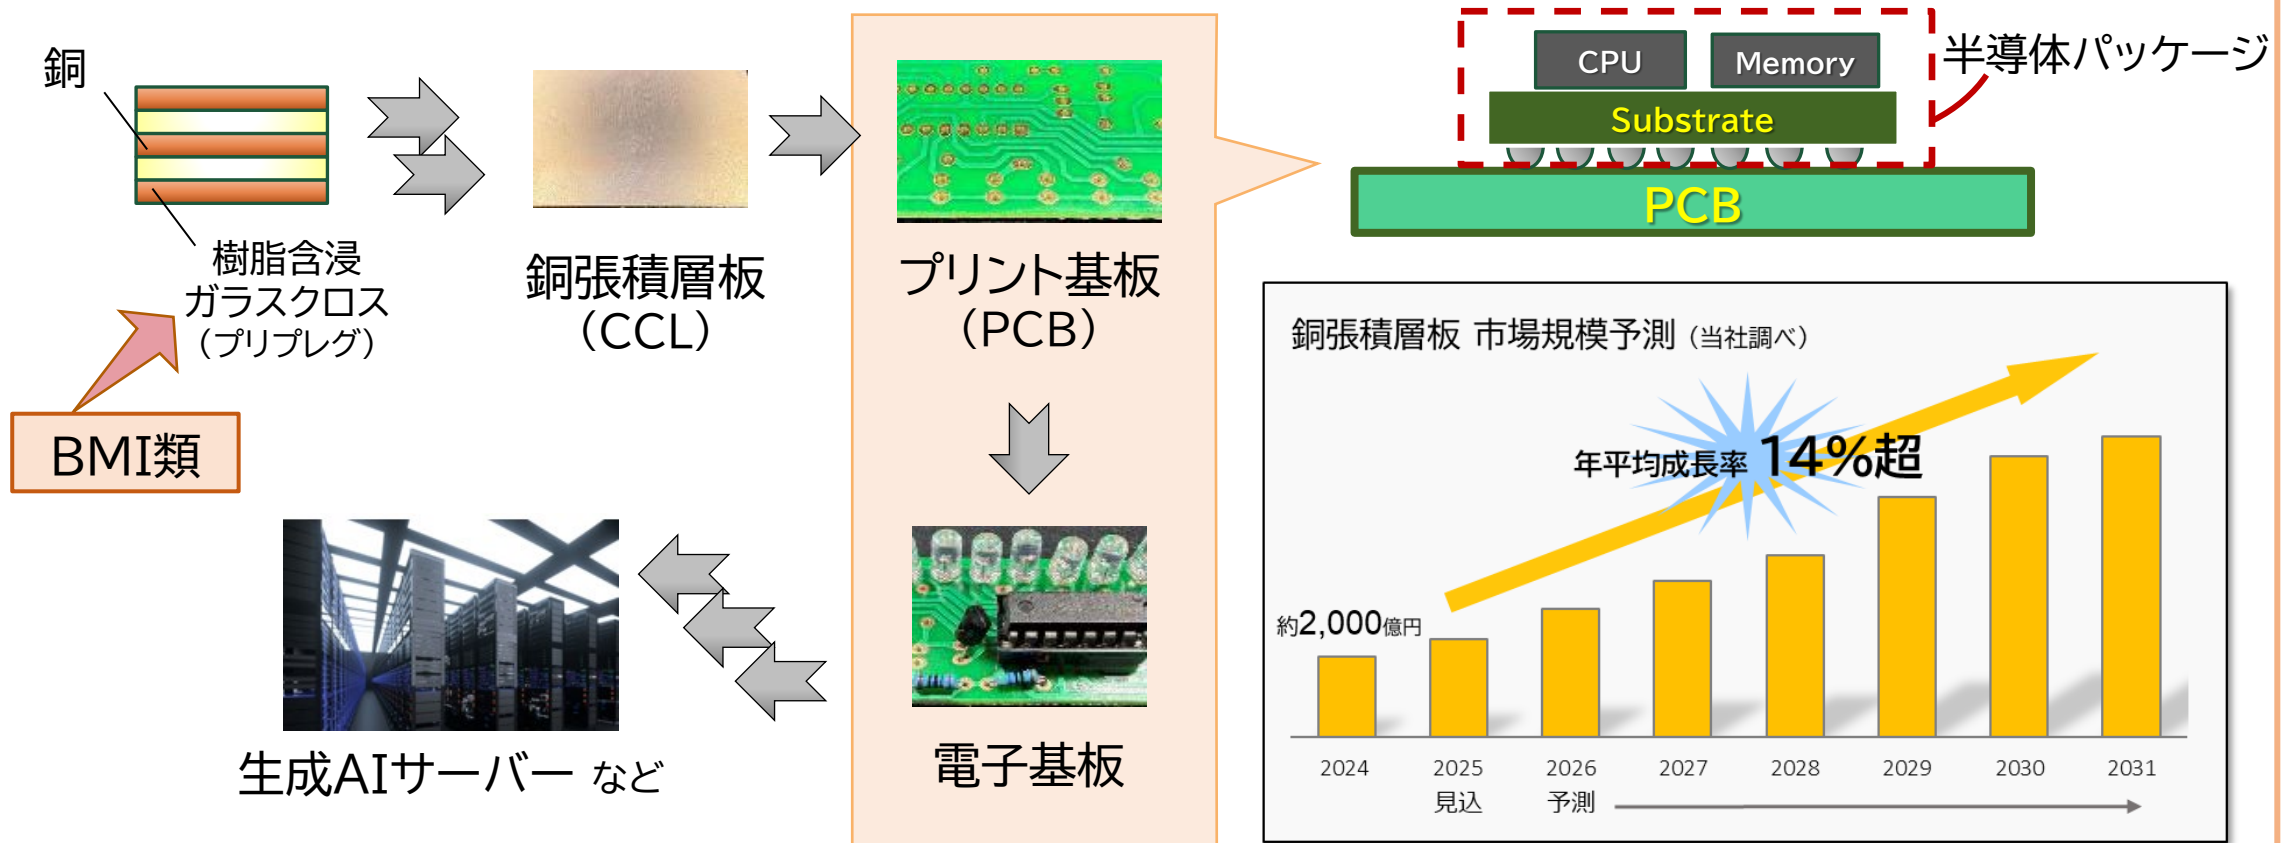 銅
樹脂含浸
ガラスクロス
（プリプレグ）
BMI類
銅張積層板
（CCL）
プリント基板
（PCB）
電子基板
生成AIサーバー など
CPU
Memory
Substrate
PCB
半導体パッケージ
銅張積層板 市場規模予測（当社調べ）
年平均成長率 14%超
約2,000億円
2024 2025 2026 2027 2028 2029 2030 2031
見込 予測